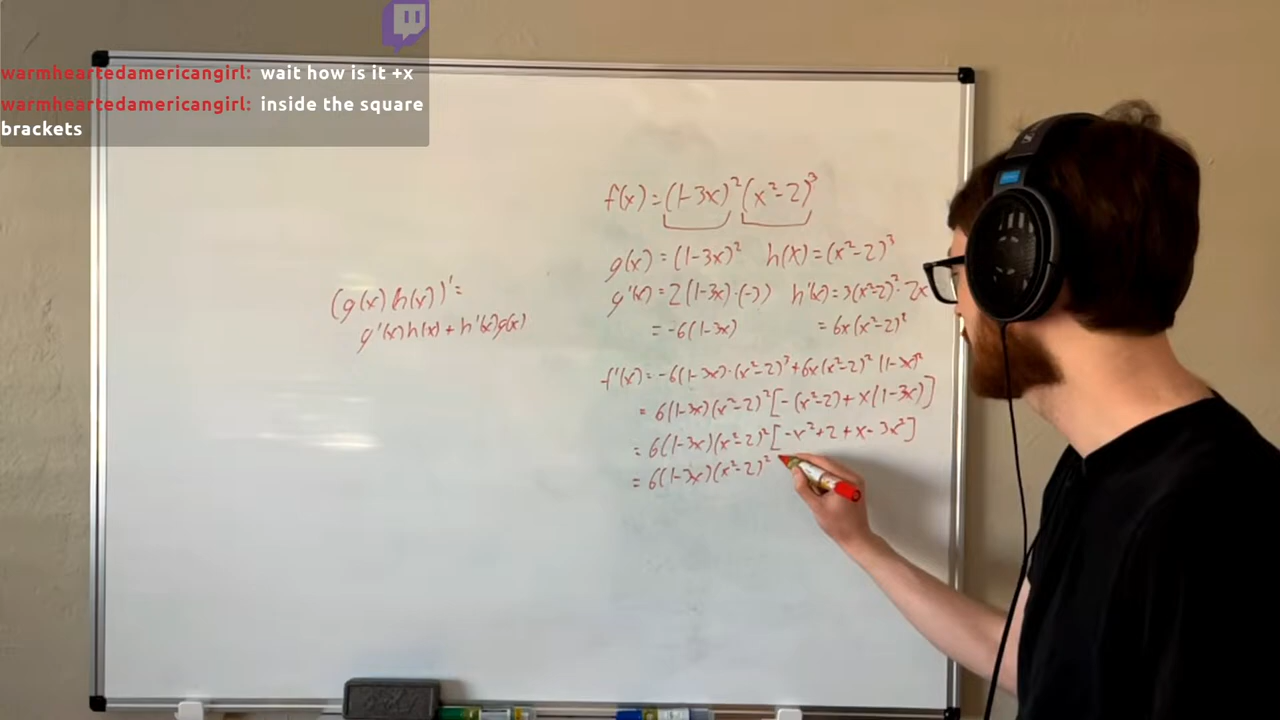 warmheartedamericangirl: wait how is it +x
warmheartedamericangirl: inside the square
brackets
f(x) = (1-3x)² (x²-2)³
g(x) = (1-3x)² h(x) = (x²-2)³
g'(x) = 2(1-3x)·(-3) h'(x) = 3(x²-2)²·2x
= -6(1-3x) = 6x(x²-2)²
(g(x) h(x))' =
g'(x)h(x) + h'(x)g(x)
f'(x) = -6(1-3x)·(x²-2)³ + 6x(x²-2)² (1-3x)²
= 6(1-3x)(x²-2)² [-(x²-2) + x(1-3x)]
= 6(1-3x)(x²-2)² [-x²+2+x-3x²]
= 6(1-3x)(x²-2)²